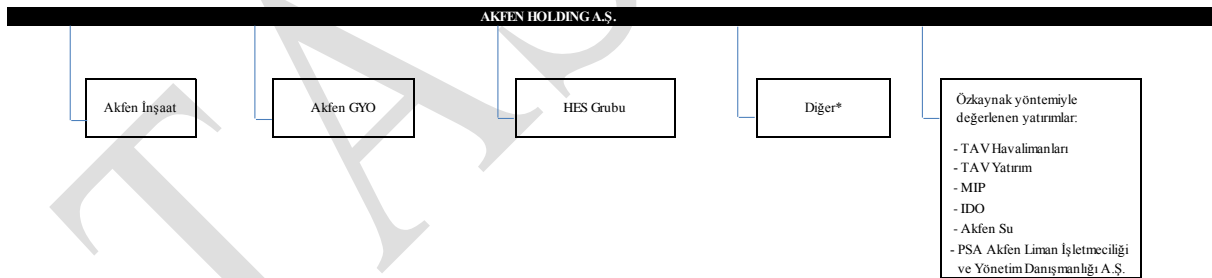 AKFEN HOLDING A.Ş.
Akfen İnşaat
Akfen GYO
HES Grubu
Diğer*
Özkaynak yöntemiyle
değerlenen yatırımlar:
- TAV Havalimanları
- TAV Yatırım
- MIP
- IDO
- Akfen Su
- PSA Akfen Liman İşletmeciliği
ve Yönetim Danışmanlığı A.Ş.